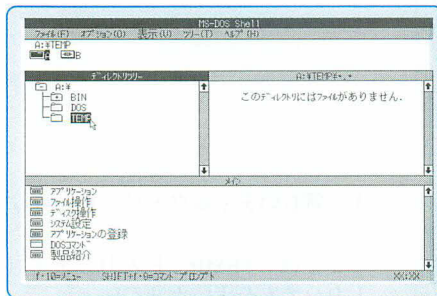 MS-DOS Shell
ファイル(F) オプション(O) 表示(V) ツリー(T) ヘルプ(H)
A:¥TEMP
A B
ディレクトリツリー
A:¥TEMP¥*.*
A:¥
BIN
DOS
TEMP
このディレクトリにはファイルがありません.
メイン
アプリケーション
ファイル操作
ディスク操作
システム設定
アプリケーションの登録
DOSコマンド
製品紹介
f･10=メニュー SHIFT+f･9=コマンド プロンプト XX:XX